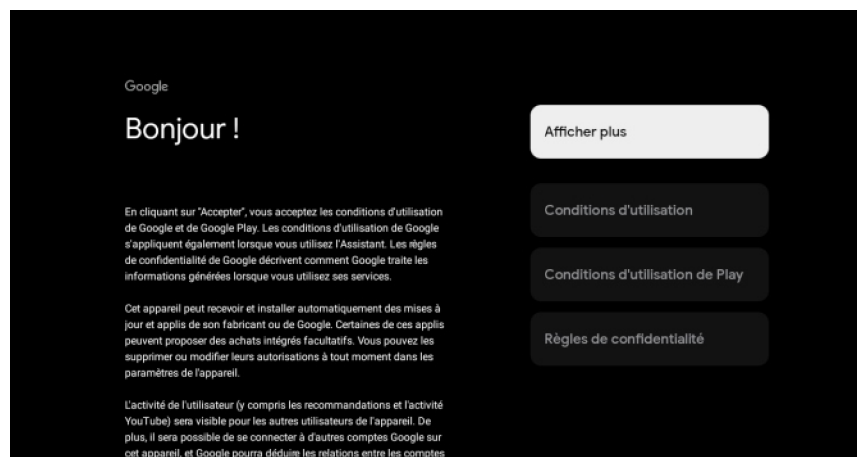 Google
Bonjour !
En cliquant sur "Accepter", vous acceptez les conditions d'utilisation
de Google et de Google Play. Les conditions d'utilisation de Google
s'appliquent également lorsque vous utilisez l'Assistant. Les règles
de confidentialité de Google décrivent comment Google traite les
informations générées lorsque vous utilisez ses services.
Cet appareil peut recevoir et installer automatiquement des mises à
jour et applis de son fabricant ou de Google. Certaines de ces applis
peuvent proposer des achats intégrés facultatifs. Vous pouvez les
supprimer ou modifier leurs autorisations à tout moment dans les
paramètres de l'appareil.
L'activité de l'utilisateur (y compris les recommandations et l'activité
YouTube) sera visible pour les autres utilisateurs de l'appareil. De
plus, il sera possible de se connecter à d'autres comptes Google sur
cet appareil, et Google pourra déduire les relations entre les comptes
Afficher plus
Conditions d'utilisation
Conditions d'utilisation de Play
Règles de confidentialité